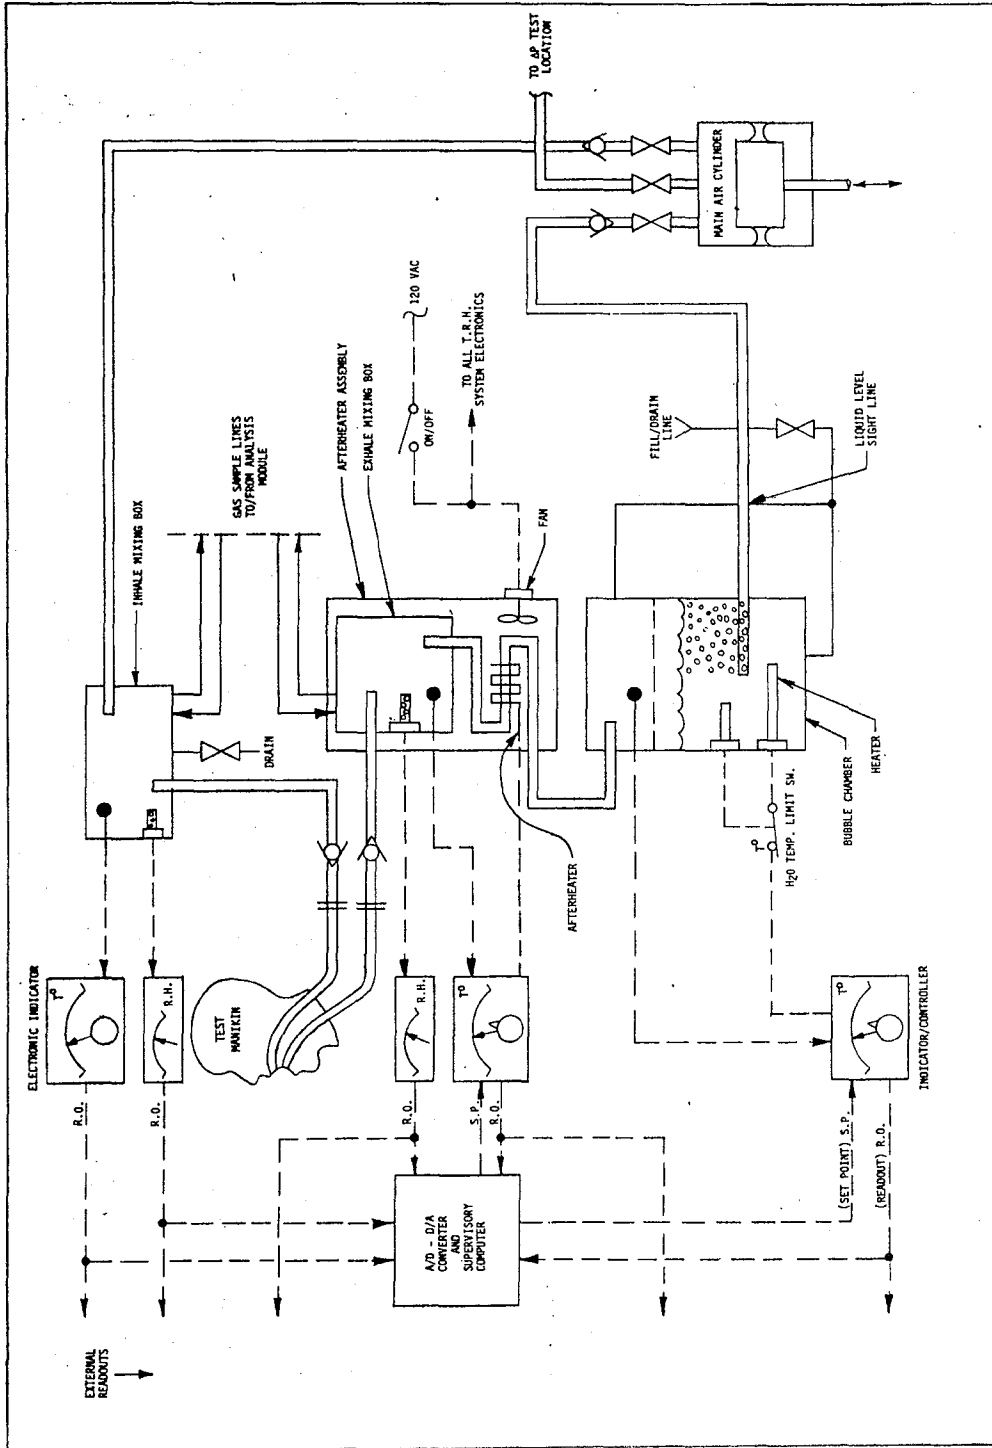 TO ΔP TEST
LOCATION
MAIN AIR CYLINDER
120 VAC
ON/OFF
TO ALL T.R.H.
SYSTEM ELECTRONICS
AFTERHEATER ASSEMBLY
EXHALE MIXING BOX
GAS SAMPLE LINES
TO/FROM ANALYSIS
MODULE
INHALE MIXING BOX
DRAIN
FAN
FILL/DRAIN
LINE
LIQUID LEVEL
SIGHT LINE
HEATER
BUBBLE CHAMBER
T°
H2O TEMP. LIMIT SW.
AFTERHEATER
ELECTRONIC INDICATOR
T°
R.H.
TEST
MANIKIN
R.H.
T°
T°
INDICATOR/CONTROLLER
R.O.
R.O.
R.O.
S.P.
R.O.
(SET POINT) S.P.
(READOUT) R.O.
A/D - D/A
CONVERTER
AND
SUPERVISORY
COMPUTER
EXTERNAL
READOUTS